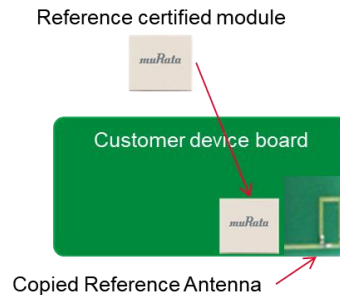 Reference certified module
muRata
Customer device board
muRata
Copied Reference Antenna